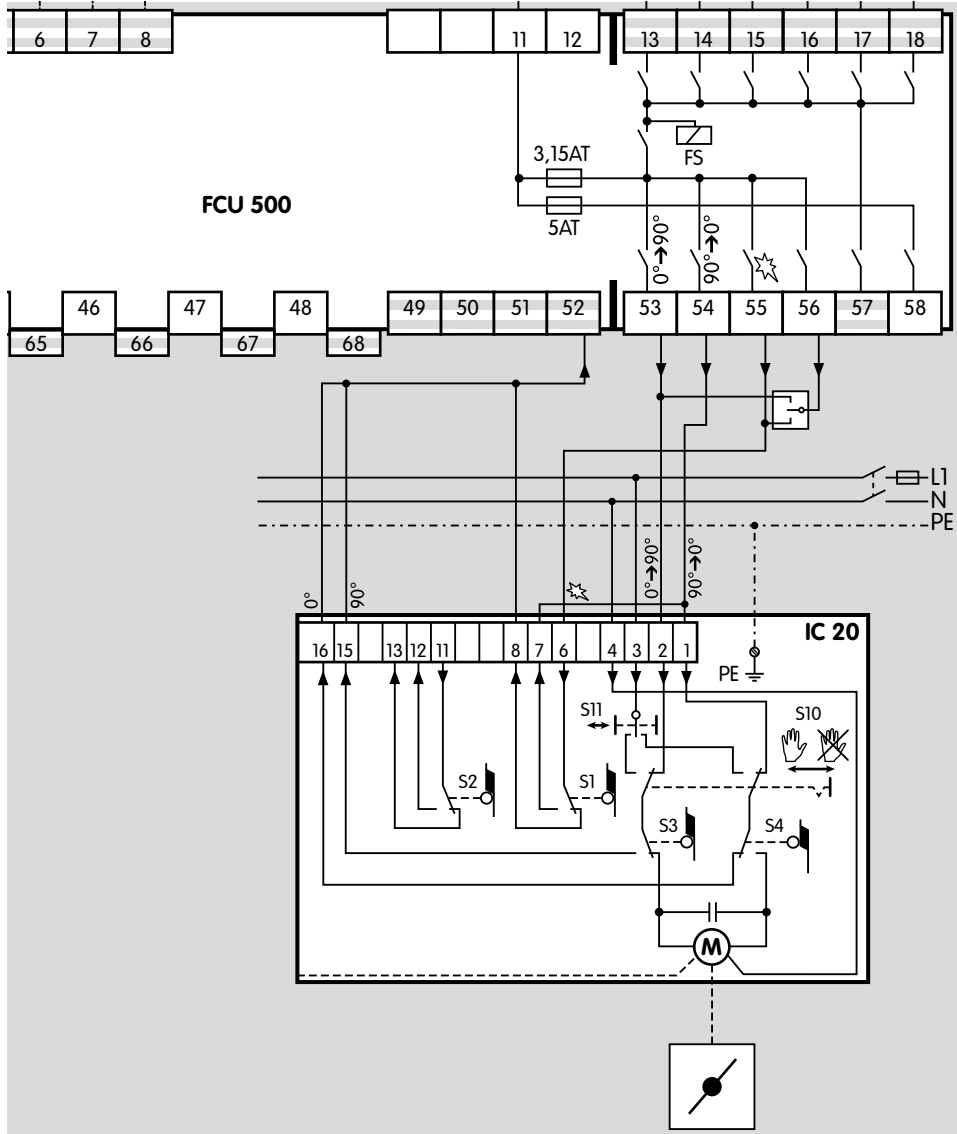 6 7 8 11 12 13 14 15 16 17 18
FS
3,15AT
5AT
FCU 500
0°→90°
90°→0°
46 47 48 49 50 51 52 53 54 55 56 57 58
65 66 67 68
L1
N
PE
0°
90°
0°→90°
90°→0°
IC 20
16 15 13 12 11 8 7 6 4 3 2 1
PE
S11
S10
S2
S1
S3
S4
M